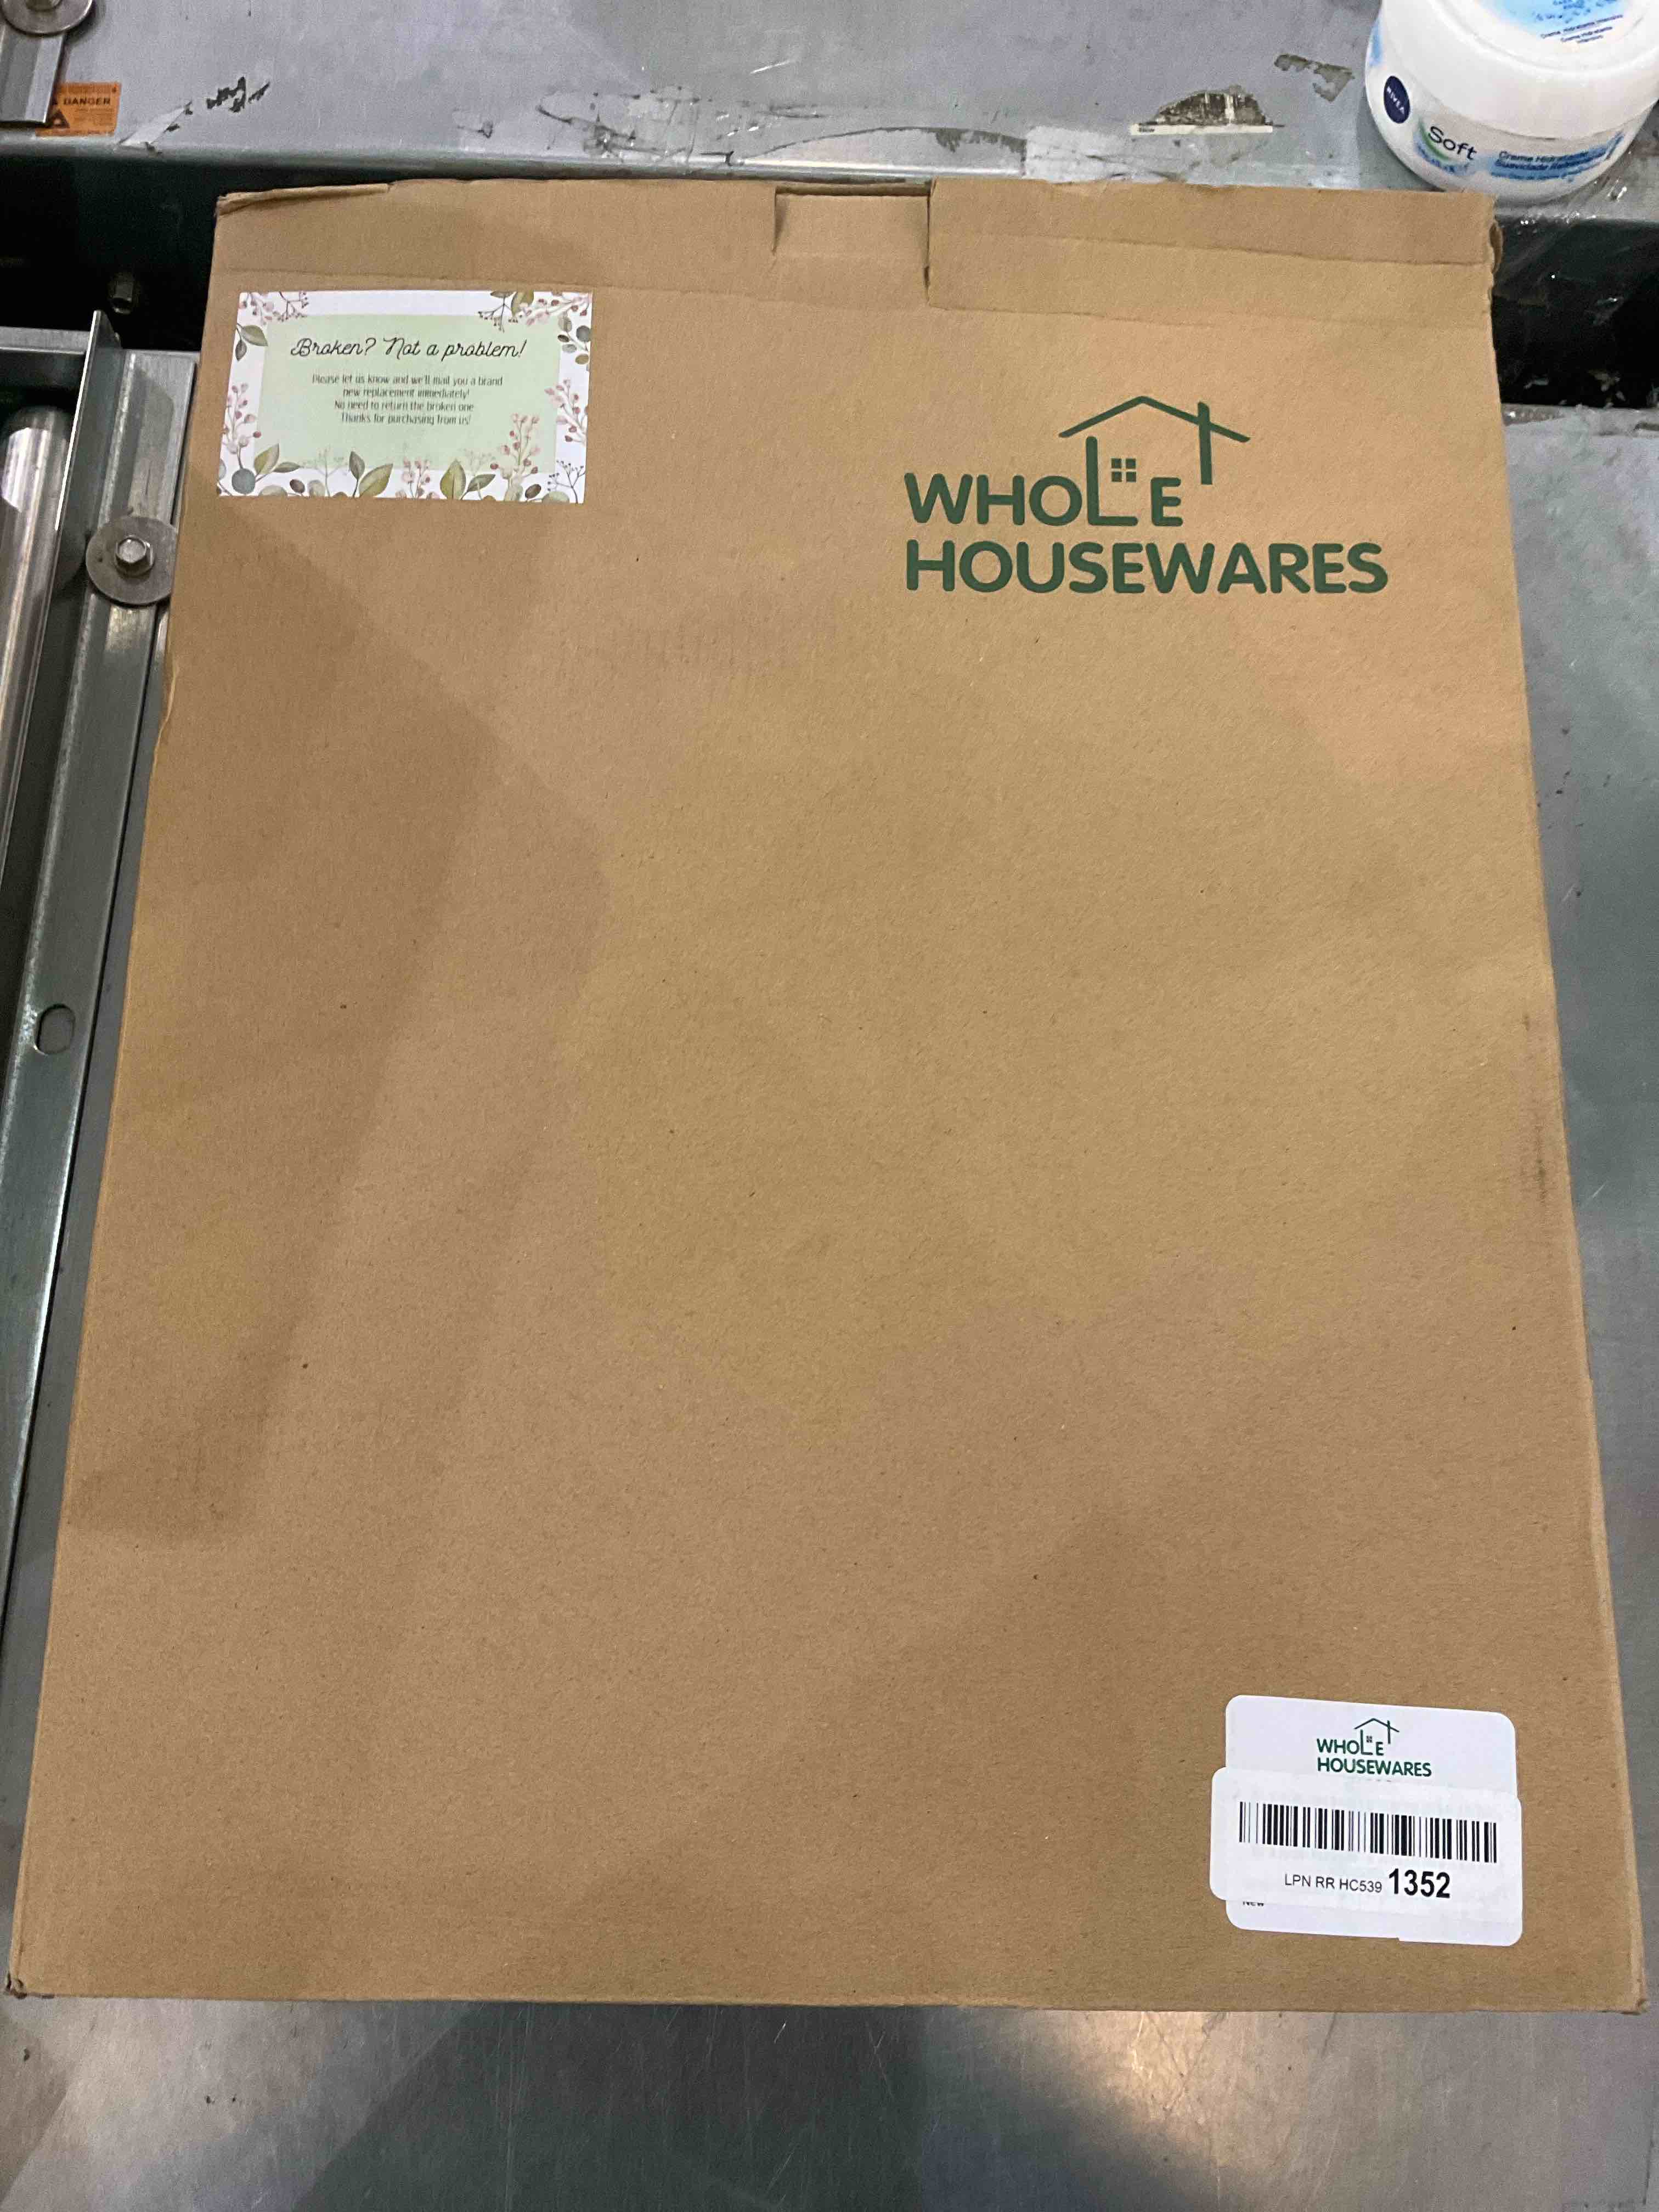 DANGER
NIVEA
Soft
Broken? Not a problem!
Please let us know and we'll mail you a brand
new replacement immediately!
No need to return the broken one
Thanks for purchasing from us!
WHOLE
HOUSEWARES
WHOLE
HOUSEWARES
LPN RR HC539 1352
New